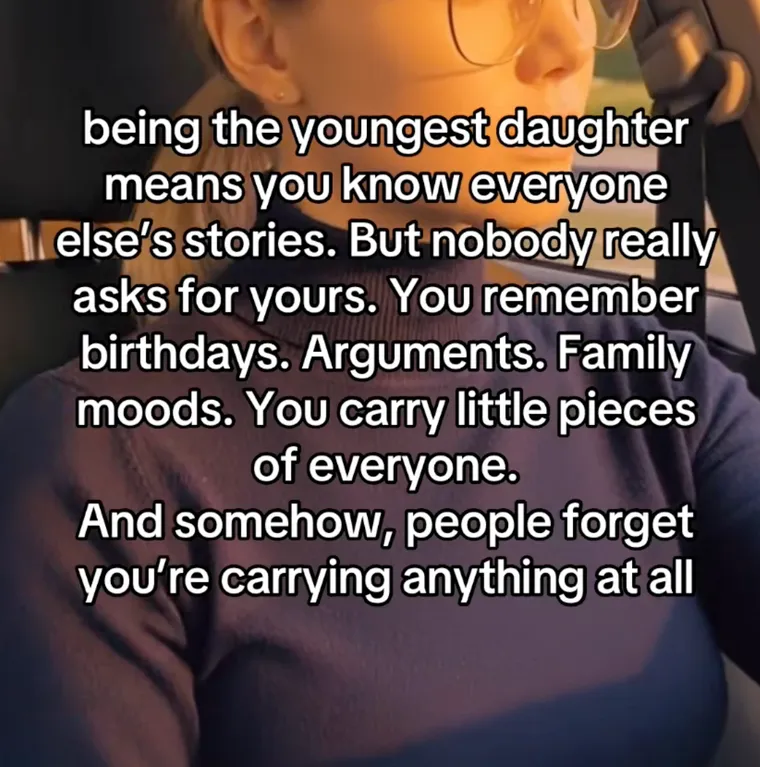 being the youngest daughter
means you know everyone
else's stories. But nobody really
asks for yours. You remember
birthdays. Arguments. Family
moods. You carry little pieces
of everyone.
And somehow, people forget
you're carrying anything at all